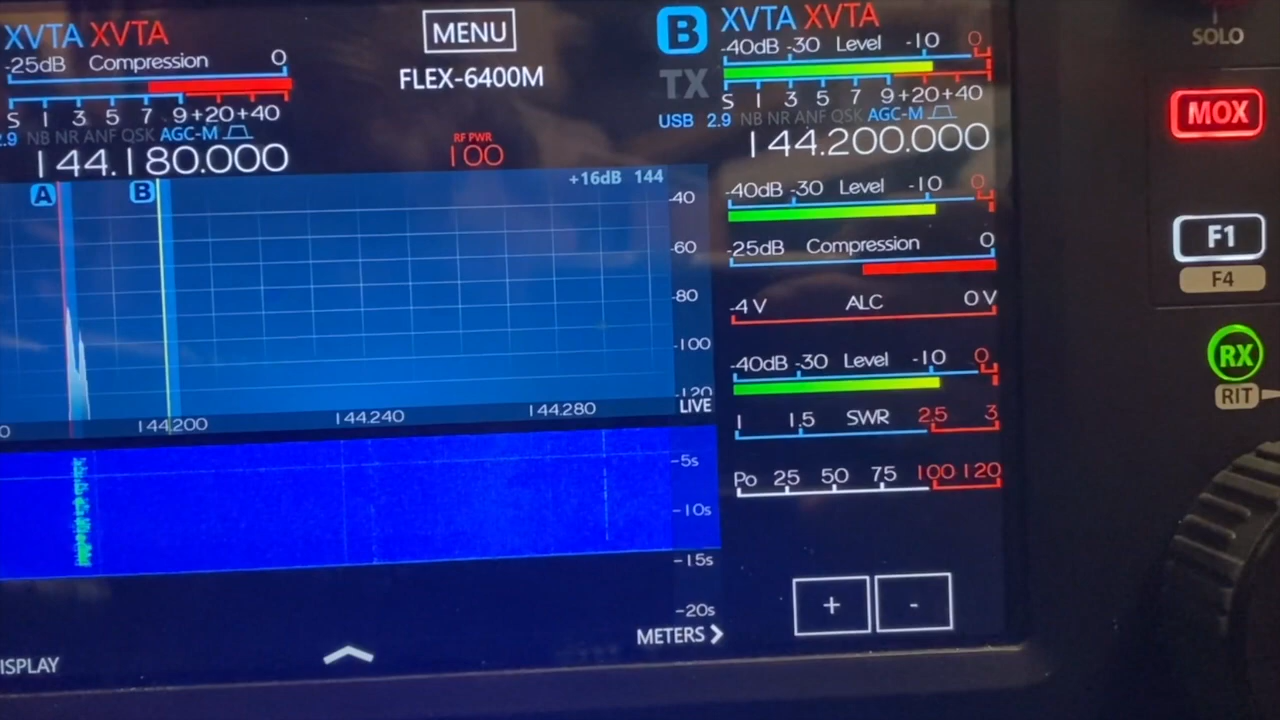 XVTA XVTA
-25dB Compression 0
S 1 3 5 7 9 +20 +40
2.9 NB NR ANF QSK AGC-M
144.180.000
MENU
FLEX-6400M
RF PWR
100
B
TX
USB 2.9 NB NR ANF QSK AGC-M
XVTA XVTA
-40dB -30 Level -10 0
S 1 3 5 7 9 +20 +40
144.200.000
A B
+16dB 144
-40
-60
-80
-100
-120
LIVE
0 144.200 144.240 144.280
-5s
-10s
-15s
-20s
METERS >
ISPLAY
-40dB -30 Level -10 0
-25dB Compression 0
-4V ALC 0V
-40dB -30 Level -10 0
1 1.5 SWR 2.5 3
Po 25 50 75 100 120
+ -
SOLO
MOX
F1
F4
RX
RIT